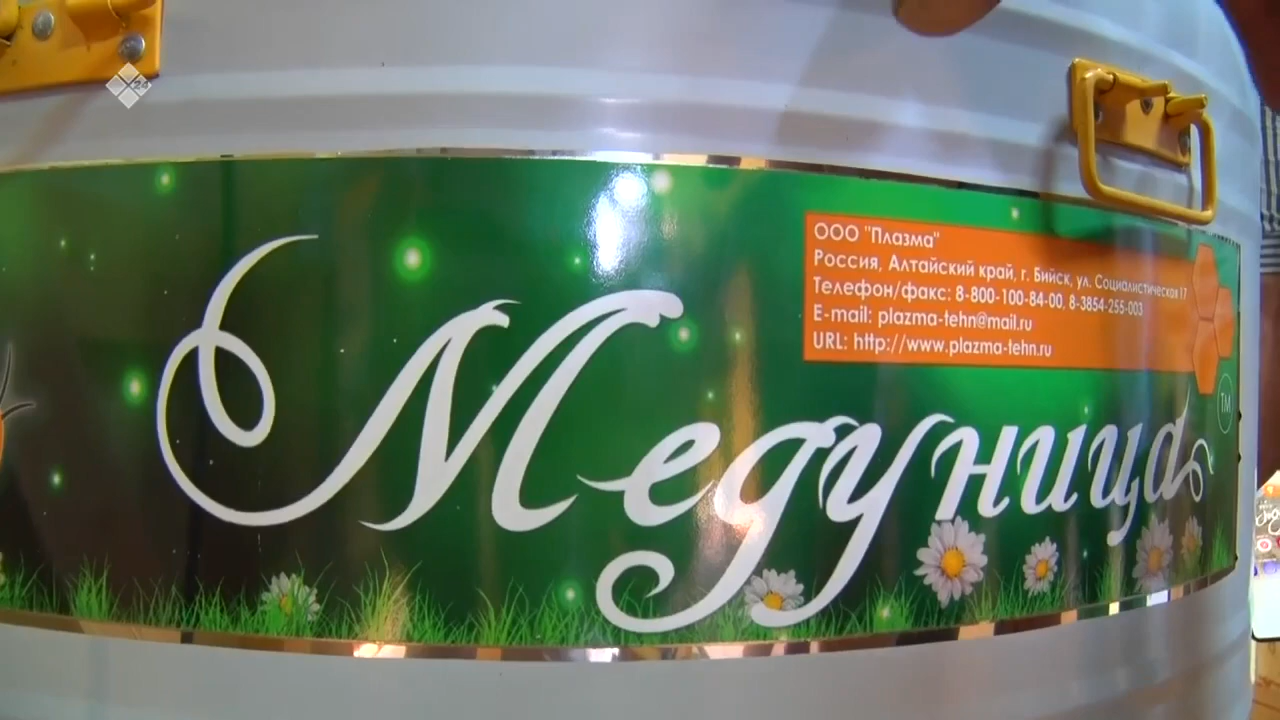 24
Медуница
ООО "Плазма"
Россия, Алтайский край, г. Бийск, ул. Социалистическая 17
Телефон/факс: 8-800-100-84-00, 8-3854-255-003
E-mail: plazma-tehn@mail.ru
URL: http://www.plazma-tehn.ru
TM